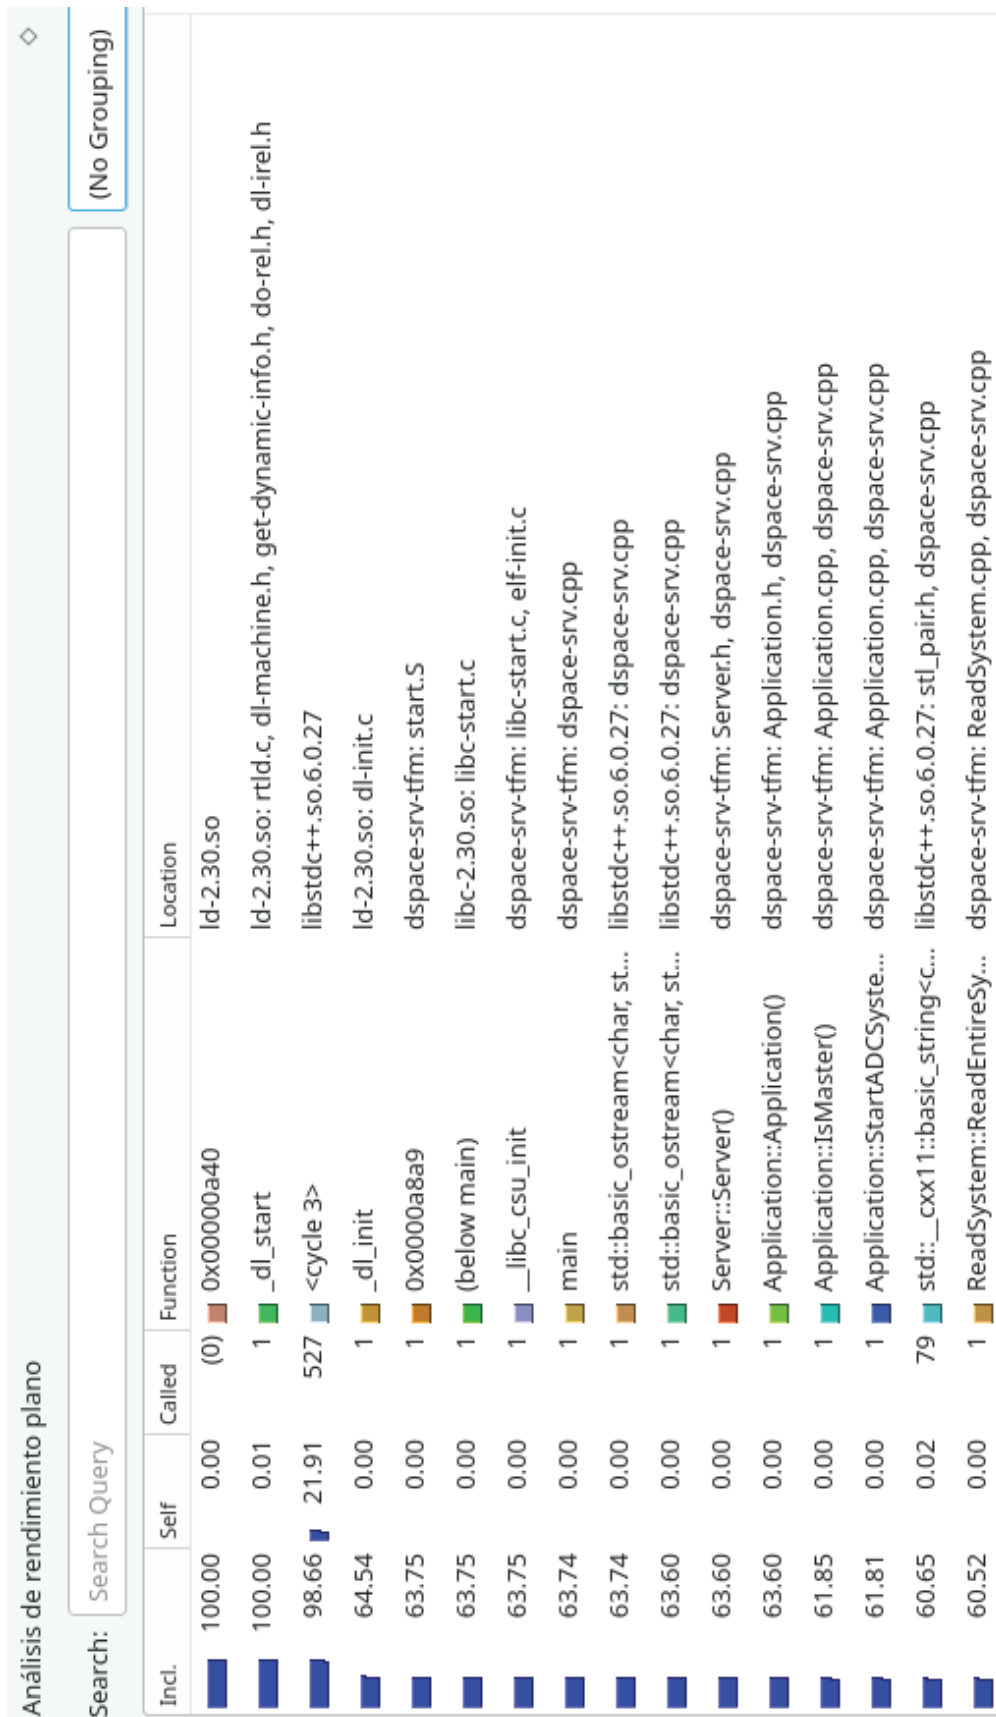 Análisis de rendimiento plano
Search: Search Query (No Grouping)
Incl. Self Called Function Location
100.00 0.00 (0) 0x00000a40 ld-2.30.so
100.00 0.01 1 _dl_start ld-2.30.so: rtld.c, dl-machine.h, get-dynamic-info.h, do-rel.h, dl-irel.h
98.66 21.91 527 <cycle 3> libstdc++.so.6.0.27
64.54 0.00 1 _dl_init ld-2.30.so: dl-init.c
63.75 0.00 1 0x0000a8a9 dspace-srv-tfm: start.S
63.75 0.00 1 (below main) libc-2.30.so: libc-start.c
63.75 0.00 1 __libc_csu_init dspace-srv-tfm: libc-start.c, elf-init.c
63.74 0.00 1 main dspace-srv-tfm: dspace-srv.cpp
63.74 0.00 1 std::basic_ostream<char, st... libstdc++.so.6.0.27: dspace-srv.cpp
63.60 0.00 1 std::basic_ostream<char, st... libstdc++.so.6.0.27: dspace-srv.cpp
63.60 0.00 1 Server::Server() dspace-srv-tfm: Server.h, dspace-srv.cpp
63.60 0.00 1 Application::Application() dspace-srv-tfm: Application.h, dspace-srv.cpp
61.85 0.00 1 Application::IsMaster() dspace-srv-tfm: Application.cpp, dspace-srv.cpp
61.81 0.00 1 Application::StartADCSyste... dspace-srv-tfm: Application.cpp, dspace-srv.cpp
60.65 0.02 79 std::__cxx11::basic_string<c... libstdc++.so.6.0.27: stl_pair.h, dspace-srv.cpp
60.52 0.00 1 ReadSystem::ReadEntireSy... dspace-srv-tfm: ReadSystem.cpp, dspace-srv.cpp